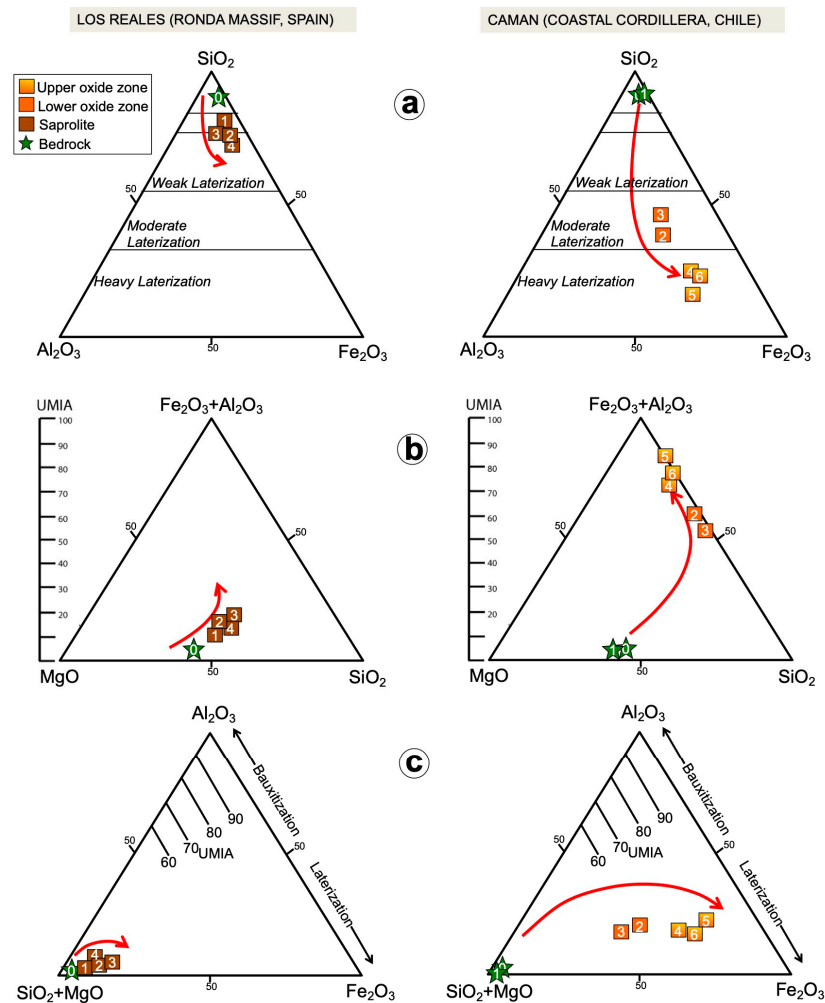 LOS REALES (RONDA MASSIF, SPAIN)
CAMAN (COASTAL CORDILLERA, CHILE)
Upper oxide zone
Lower oxide zone
Saprolite
Bedrock
a
SiO₂
0
1
3 2
4
50
50
Weak Laterization
Moderate
Laterization
Heavy Laterization
Al₂O₃
50
Fe₂O₃
SiO₂
1
50
50
Weak Laterization
3
Moderate
Laterization
2
4 6
Heavy Laterization
5
Al₂O₃
50
Fe₂O₃
b
UMIA
100
90
80
70
60
50
40
30
20
Fe₂O₃+Al₂O₃
50
50
3
2
4
1
0
MgO
50
SiO₂
UMIA
100
90
80
70
60
50
40
30
20
Fe₂O₃+Al₂O₃
5
6
4
2
3
50
50
1 0
MgO
50
SiO₂
c
Al₂O₃
Bauxitization
90
80
70
60
UMIA
50
50
Laterization
4
0 1 2 3
SiO₂+MgO
50
Fe₂O₃
Al₂O₃
Bauxitization
90
80
70
60
UMIA
50
50
Laterization
3 2 4 6 5
0
1
SiO₂+MgO
50
Fe₂O₃